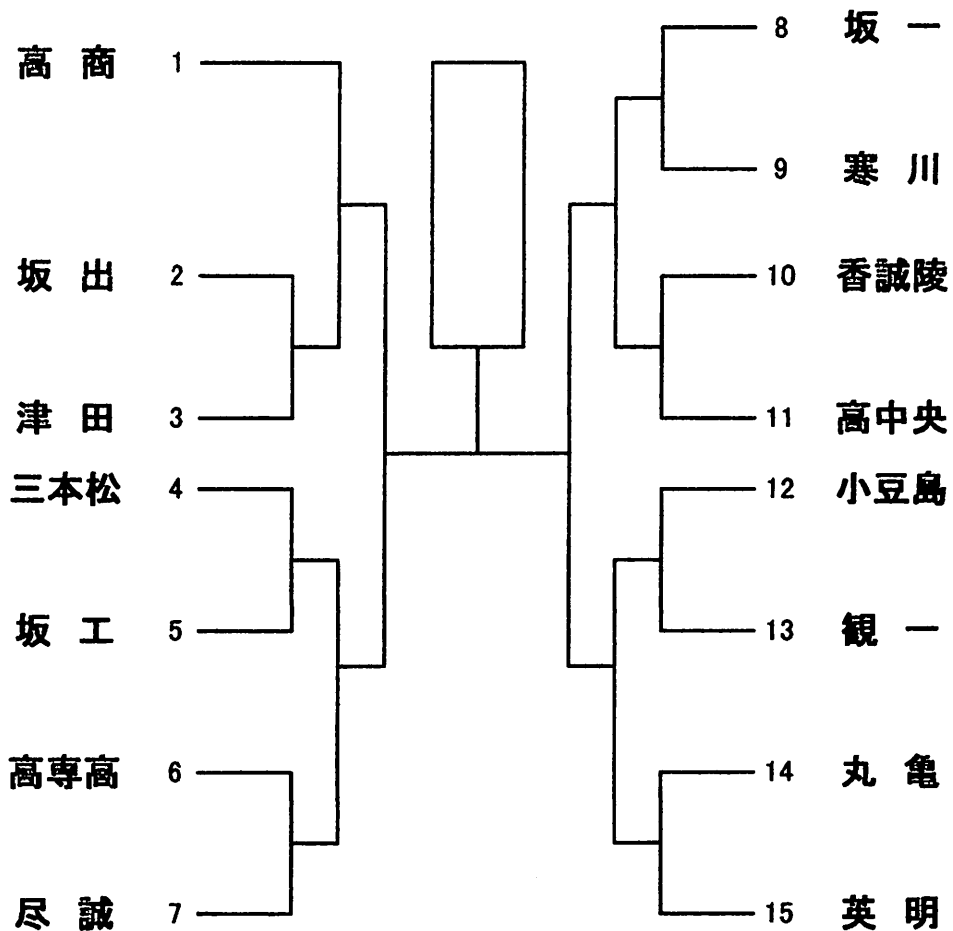 高商 1
坂出 2
津田 3
三本松 4
坂工 5
高専高 6
尽誠 7
8 坂一
9 寒川
10 香誠陵
11 高中央
12 小豆島
13 観一
14 丸亀
15 英明